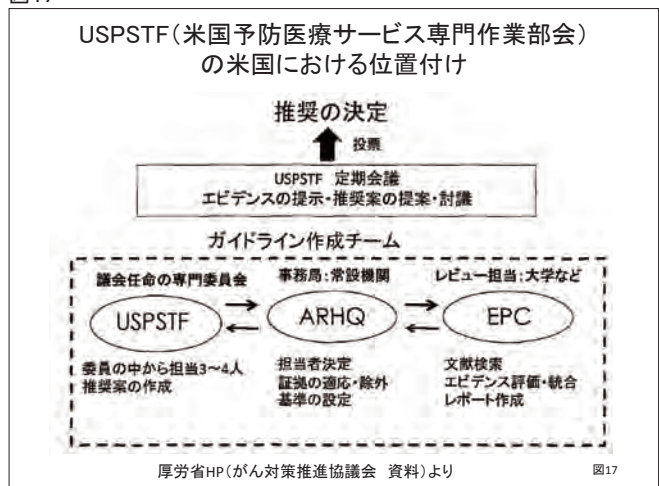 USPSTF（米国予防医療サービス専門作業部会）
の米国における位置付け
推奨の決定
投票
USPSTF 定期会議
エビデンスの提示・推奨案の提案・討議
ガイドライン作成チーム
議会任命の専門委員会
USPSTF
委員の中から担当3～4人
推奨案の作成
事務局：常設機関
ARHQ
担当者決定
証拠の適応・除外
基準の設定
レビュー担当：大学など
EPC
文献検索
エビデンス評価・統合
レポート作成
厚労省HP（がん対策推進協議会 資料）より
図17